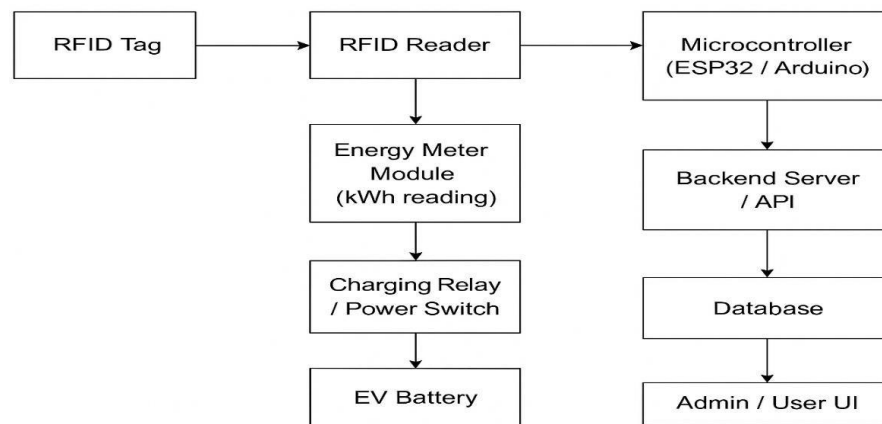 RFID Tag
RFID Reader
Microcontroller
(ESP32 / Arduino)
Energy Meter
Module
(kWh reading)
Backend Server
/ API
Charging Relay
/ Power Switch
Database
EV Battery
Admin / User UI